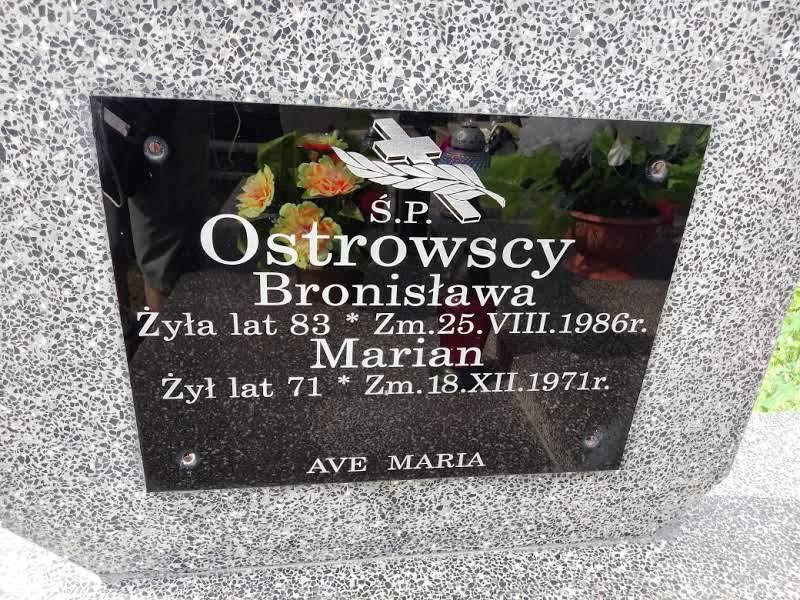 Ś.P.
Ostrowscy
Bronisława
Żyła lat 83 * Zm.25.VIII.1986r.
Marian
Żył lat 71 * Zm.18.XII.1971r.
AVE MARIA